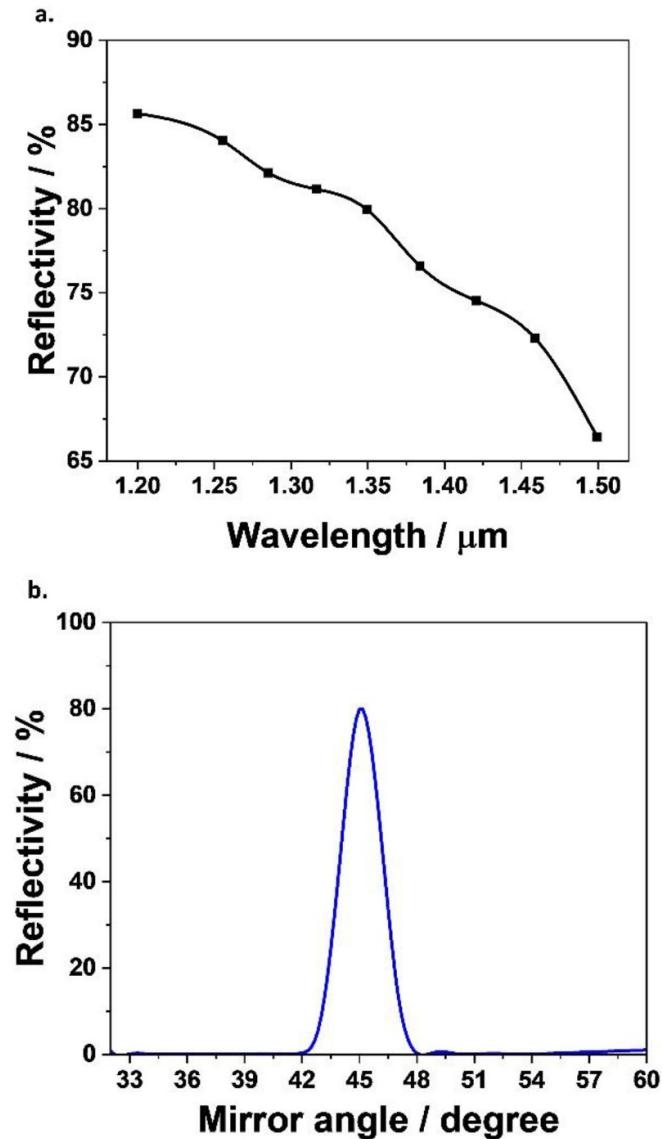 a.
90
85
80
75
70
65
Reflectivity / %
1.20 1.25 1.30 1.35 1.40 1.45 1.50
Wavelength / μm
b.
100
80
60
40
20
0
Reflectivity / %
33 36 39 42 45 48 51 54 57 60
Mirror angle / degree